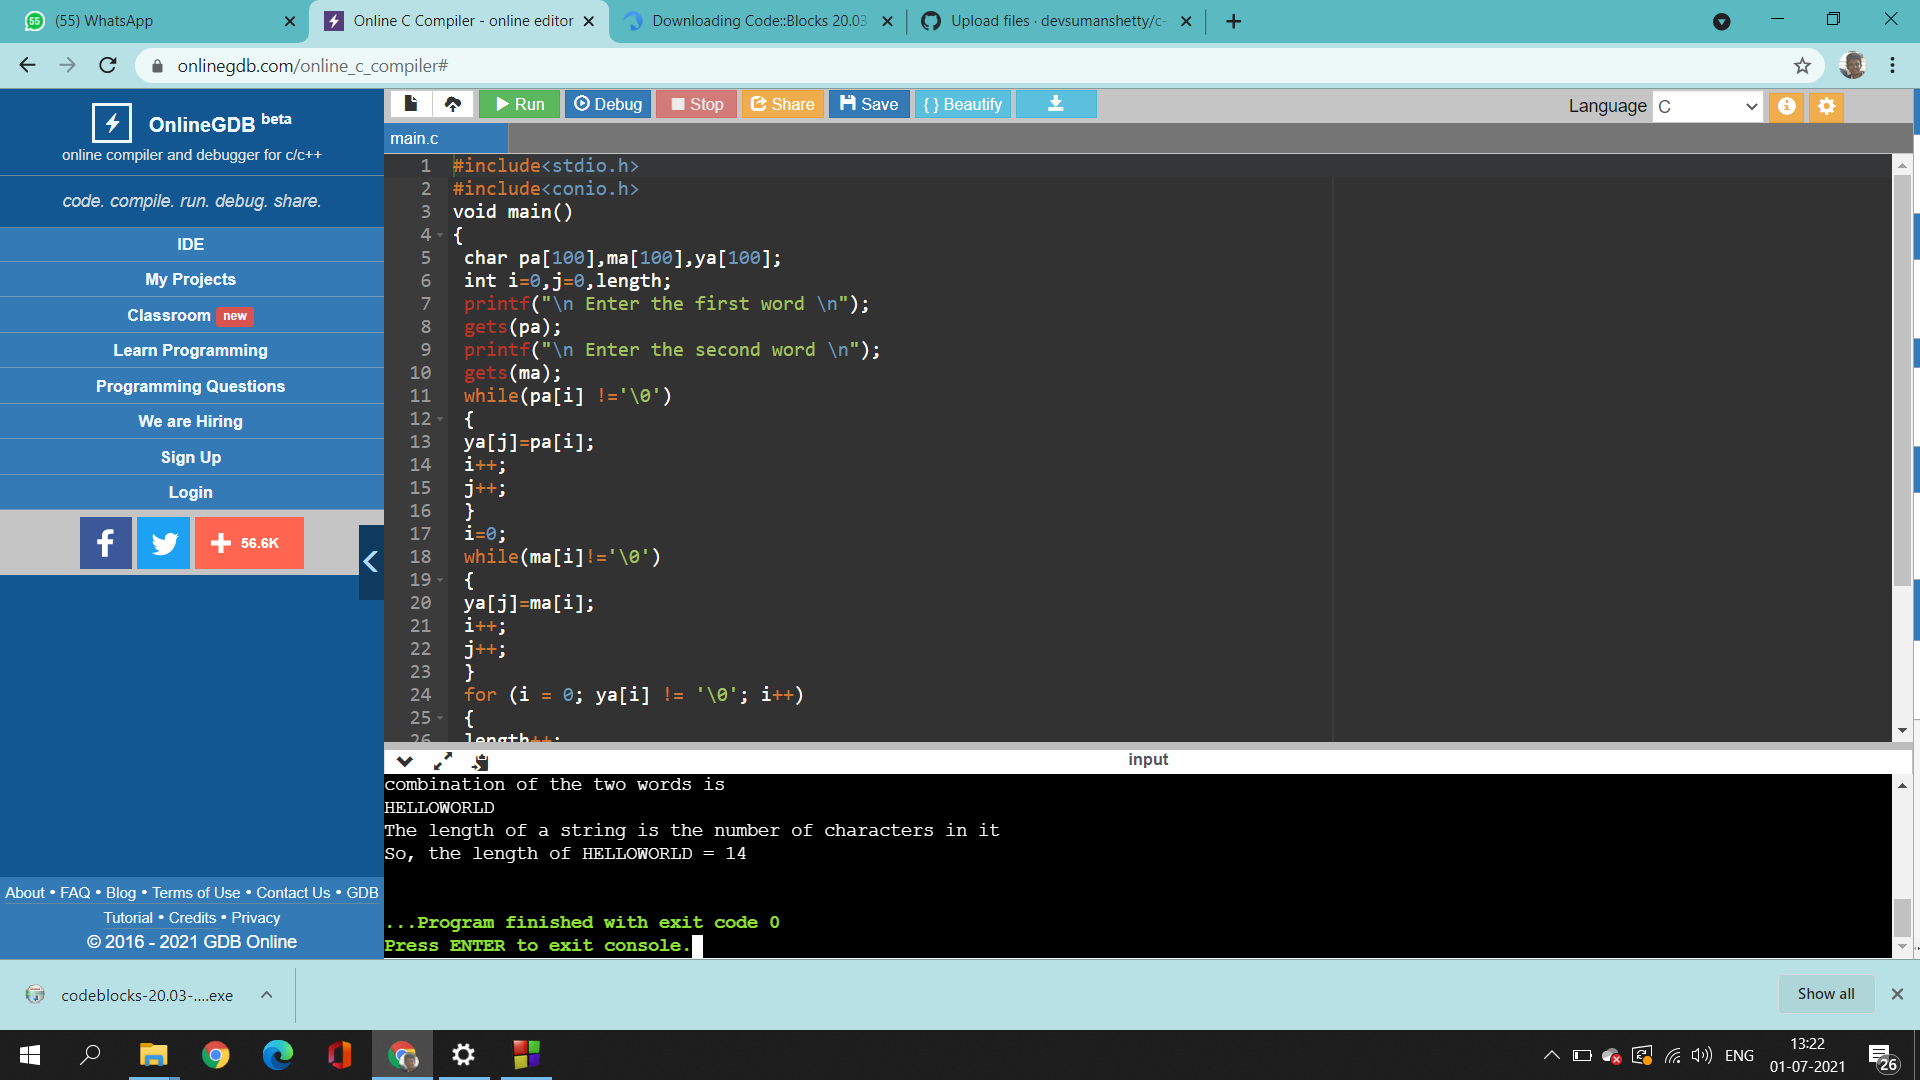 (55) WhatsApp
Online C Compiler - online editor
Downloading Code::Blocks 20.03
Upload files · devsumanshetty/c-
onlinegdb.com/online_c_compiler#
OnlineGDB beta
online compiler and debugger for c/c++
code. compile. run. debug. share.
IDE
My Projects
Classroom new
Learn Programming
Programming Questions
We are Hiring
Sign Up
Login
f
+ 56.6K
About • FAQ • Blog • Terms of Use • Contact Us • GDB
Tutorial • Credits • Privacy
© 2016 - 2021 GDB Online
Run
Debug
Stop
Share
Save
{ } Beautify
Language C
main.c
1 #include<stdio.h>
2 #include<conio.h>
3 void main()
4 {
5 char pa[100],ma[100],ya[100];
6 int i=0,j=0,length;
7 printf("\n Enter the first word \n");
8 gets(pa);
9 printf("\n Enter the second word \n");
10 gets(ma);
11 while(pa[i] !='\0')
12 {
13 ya[j]=pa[i];
14 i++;
15 j++;
16 }
17 i=0;
18 while(ma[i]!='\0')
19 {
20 ya[j]=ma[i];
21 i++;
22 j++;
23 }
24 for (i = 0; ya[i] != '\0'; i++)
25 {
26 length++;
input
combination of the two words is
HELLOWORLD
The length of a string is the number of characters in it
So, the length of HELLOWORLD = 14
...Program finished with exit code 0
Press ENTER to exit console.
codeblocks-20.03-....exe
Show all
ENG
13:22
01-07-2021
26